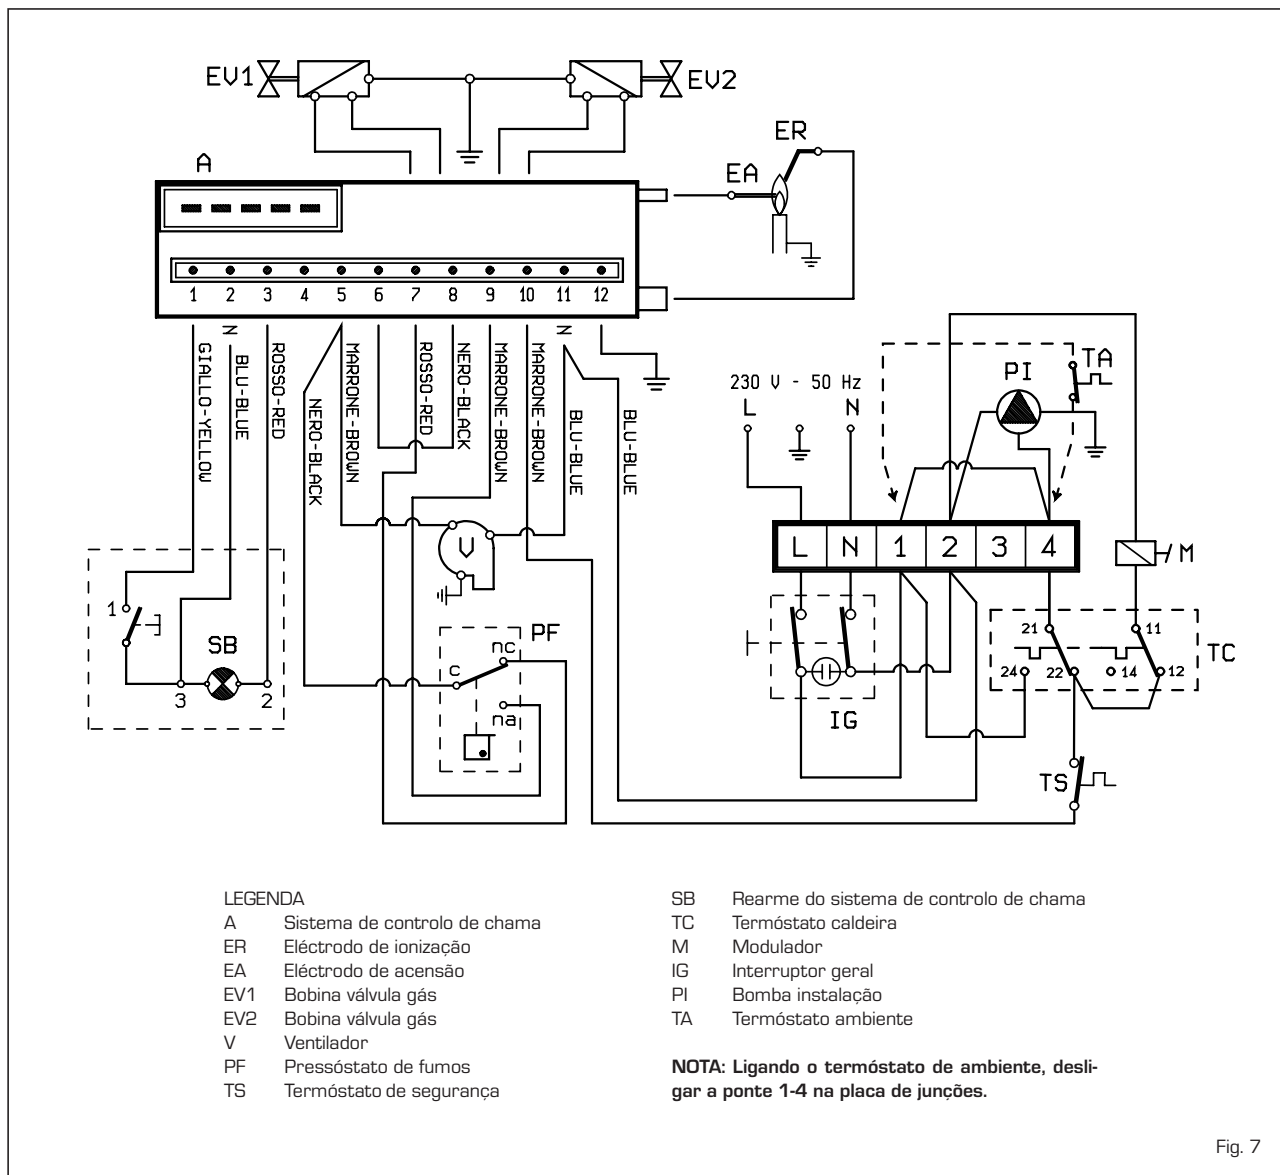 EV1
EV2
A
ER
EA
1 2 3 4 5 6 7 8 9 10 11 12
N
N
GIALLO-YELLOW
BLU-BLUE
ROSSO-RED
NERO-BLACK
MARRONE-BROWN
ROSSO-RED
NERO-BLACK
MARRONE-BROWN
MARRONE-BROWN
BLU-BLUE
BLU-BLUE
230 V - 50 Hz
L
N
PI
TA
L N 1 2 3 4
M
V
1
SB
3
2
PF
nc
c
na
IG
21
11
24
22
14
12
TC
TS
LEGENDA
A Sistema de controlo de chama
ER Eléctrodo de ionização
EA Eléctrodo de acensão
EV1 Bobina válvula gás
EV2 Bobina válvula gás
V Ventilador
PF Pressóstato de fumos
TS Termóstato de segurança
SB Rearme do sistema de controlo de chama
TC Termóstato caldeira
M Modulador
IG Interruptor geral
PI Bomba instalação
TA Termóstato ambiente
NOTA: Ligando o termóstato de ambiente, desli-
gar a ponte 1-4 na placa de junções.
Fig. 7